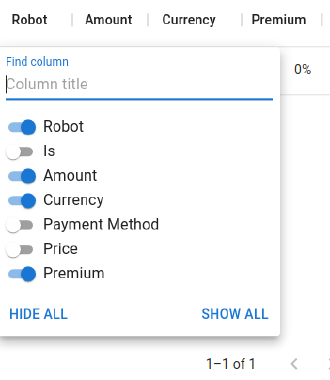 Robot Amount Currency Premium
Find column
Column title
0%
Robot
Is
Amount
Currency
Payment Method
Price
Premium
HIDE ALL SHOW ALL
1–1 of 1